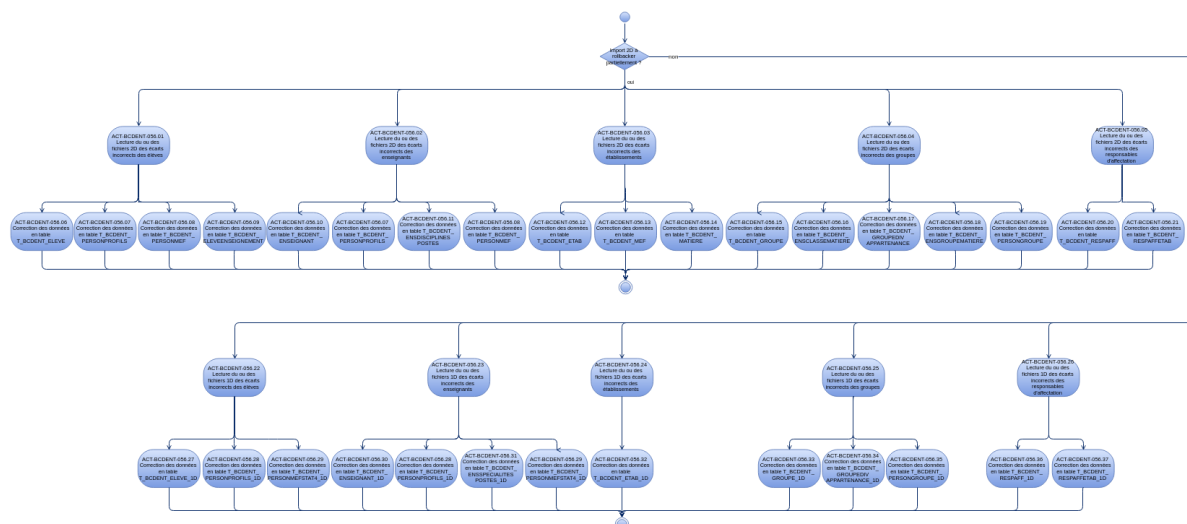 Import 2D à
rollbacker
partiellement ?
non
oui
ACT-BCDENT-056.01
Lecture du ou des
fichiers 2D des écarts
incorrects des élèves
ACT-BCDENT-056.02
Lecture du ou des
fichiers 2D des écarts
incorrects des
enseignants
ACT-BCDENT-056.03
Lecture du ou des
fichiers 2D des écarts
incorrects des
établissements
ACT-BCDENT-056.04
Lecture du ou des
fichiers 2D des écarts
incorrects des groupes
ACT-BCDENT-056.05
Lecture du ou des
fichiers 2D des écarts
incorrects des
responsables
d'affectation
ACT-BCDENT-056.06
Correction des données
en table
T_BCDENT_ELEVE
ACT-BCDENT-056.07
Correction des données
en table T_BCDENT_
PERSONPROFILS
ACT-BCDENT-056.08
Correction des données
en table T_BCDENT_
PERSONMEF
ACT-BCDENT-056.09
Correction des données
en table T_BCDENT_
ELEVEENSEIGNEMENT
ACT-BCDENT-056.10
Correction des données
en table T_BCDENT_
ENSEIGNANT
ACT-BCDENT-056.07
Correction des données
en table T_BCDENT_
PERSONPROFILS
ACT-BCDENT-056.11
Correction des données
en table T_BCDENT_
ENSDISCIPLINES
POSTES
ACT-BCDENT-056.08
Correction des données
en table T_BCDENT_
PERSONMEF
ACT-BCDENT-056.12
Correction des données
en table
T_BCDENT_ETAB
ACT-BCDENT-056.13
Correction des données
en table
T_BCDENT_MEF
ACT-BCDENT-056.14
Correction des données
en table T_BCDENT_
MATIERE
ACT-BCDENT-056.15
Correction des données
en table
T_BCDENT_GROUPE
ACT-BCDENT-056.16
Correction des données
en table T_BCDENT_
ENSCLASSEMATIERE
ACT-BCDENT-056.17
Correction des données
en table T_BCDENT_
GROUPEDIV
APPARTENANCE
ACT-BCDENT-056.18
Correction des données
en table T_BCDENT_
ENSGROUPEMATIERE
ACT-BCDENT-056.19
Correction des données
en table T_BCDENT_
PERSONGROUPE
ACT-BCDENT-056.20
Correction des données
en table
T_BCDENT_RESPAFF
ACT-BCDENT-056.21
Correction des données
en table T_BCDENT_
RESPAFFETAB
ACT-BCDENT-056.22
Lecture du ou des
fichiers 1D des écarts
incorrects des élèves
ACT-BCDENT-056.23
Lecture du ou des
fichiers 1D des écarts
incorrects des
enseignants
ACT-BCDENT-056.24
Lecture du ou des
fichiers 1D des écarts
incorrects des
établissements
ACT-BCDENT-056.25
Lecture du ou des
fichiers 1D des écarts
incorrects des groupes
ACT-BCDENT-056.26
Lecture du ou des
fichiers 1D des écarts
incorrects des
responsables
d'affectation
ACT-BCDENT-056.27
Correction des données
en table
T_BCDENT_ELEVE_1D
ACT-BCDENT-056.28
Correction des données
en table T_BCDENT_
PERSONPROFILS_1D
ACT-BCDENT-056.29
Correction des données
en table T_BCDENT_
PERSONMEFSTAT4_1D
ACT-BCDENT-056.30
Correction des données
en table T_BCDENT_
ENSEIGNANT_1D
ACT-BCDENT-056.28
Correction des données
en table T_BCDENT_
PERSONPROFILS_1D
ACT-BCDENT-056.31
Correction des données
en table T_BCDENT_
ENSSPECIALITES
POSTES_1D
ACT-BCDENT-056.29
Correction des données
en table T_BCDENT_
PERSONMEFSTAT4_1D
ACT-BCDENT-056.32
Correction des données
en table
T_BCDENT_ETAB_1D
ACT-BCDENT-056.33
Correction des données
en table T_BCDENT_
GROUPE_1D
ACT-BCDENT-056.34
Correction des données
en table T_BCDENT_
GROUPEDIV
APPARTENANCE_1D
ACT-BCDENT-056.35
Correction des données
en table T_BCDENT_
PERSONGROUPE_1D
ACT-BCDENT-056.36
Correction des données
en table T_BCDENT_
RESPAFF_1D
ACT-BCDENT-056.37
Correction des données
en table T_BCDENT_
RESPAFFETAB_1D